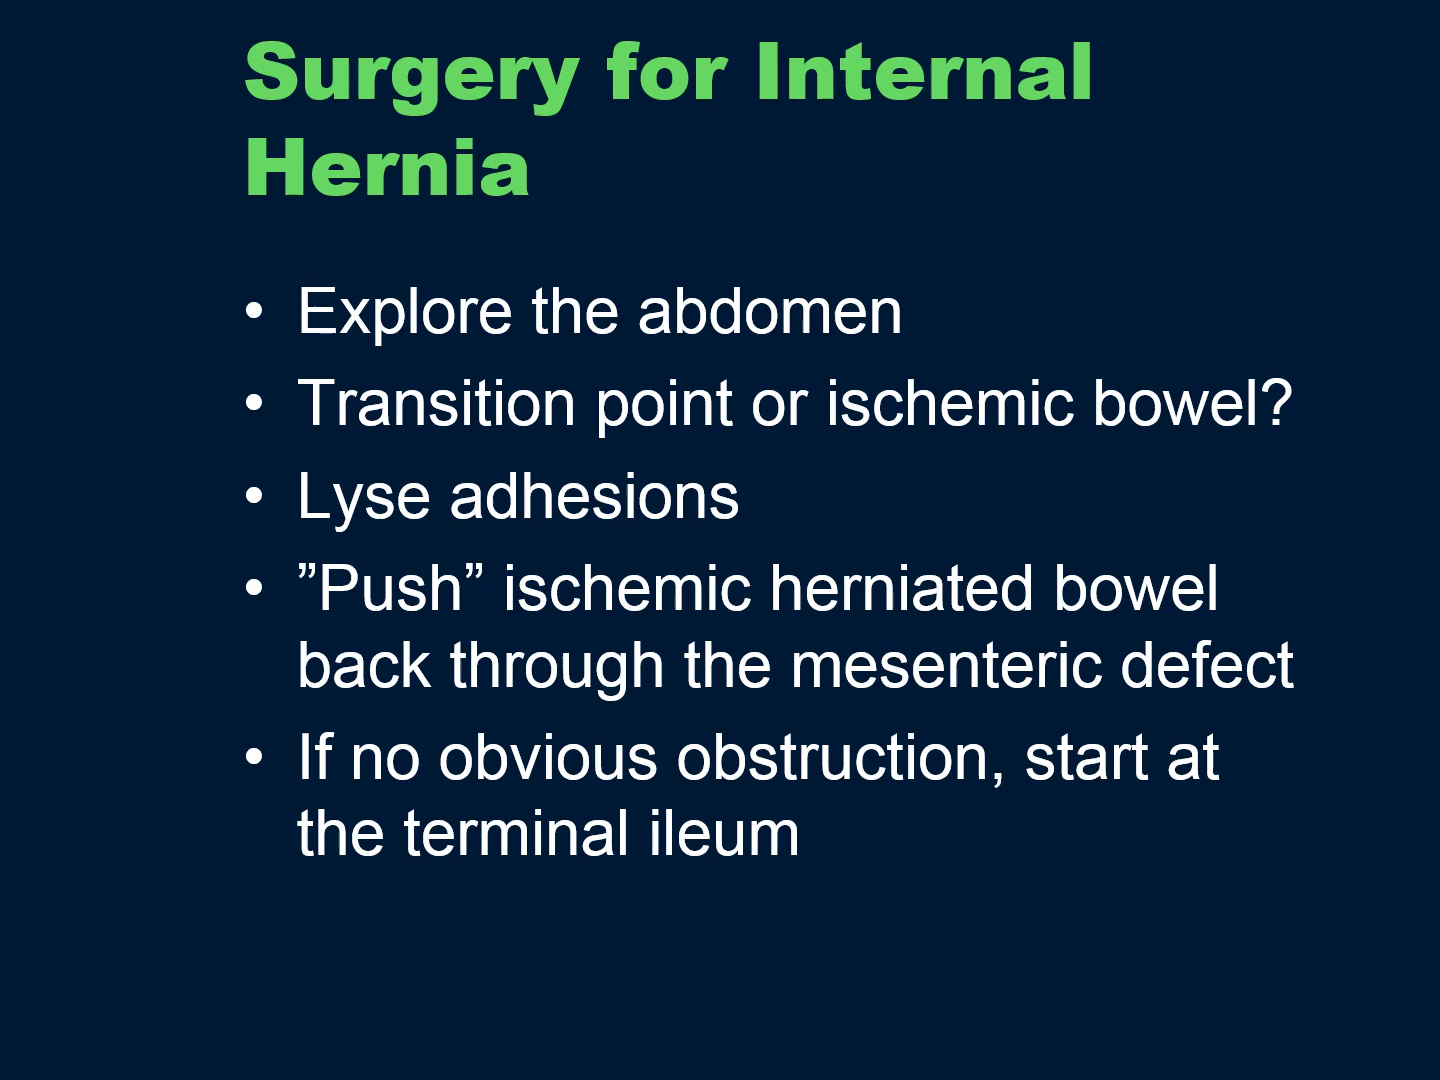 Surgery for Internal
Hernia
• Explore the abdomen
• Transition point or ischemic bowel?
• Lyse adhesions
• ”Push” ischemic herniated bowel
back through the mesenteric defect
• If no obvious obstruction, start at
the terminal ileum